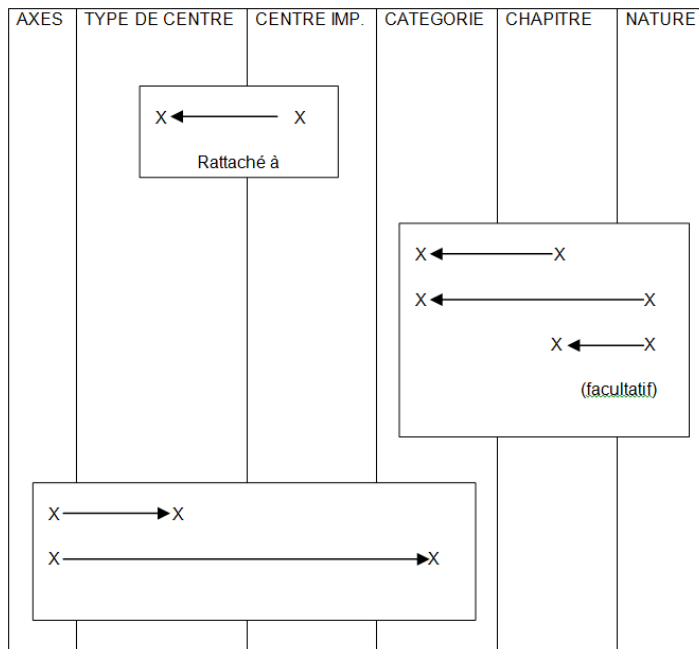 AXES TYPE DE CENTRE CENTRE IMP. CATEGORIE CHAPITRE NATURE
X X
Rattaché à
X X
X X
X X
(facultatif)
X X
X X